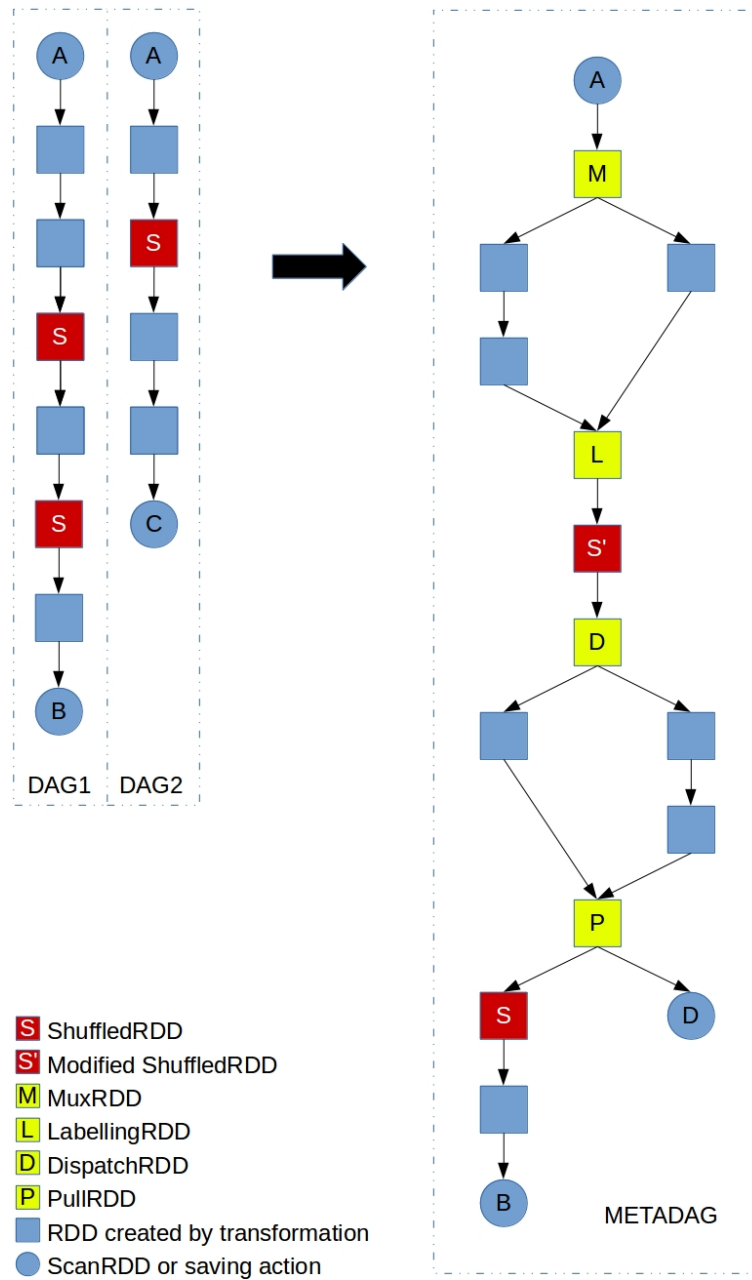 A
A
S
S
C
S
B
DAG1
DAG2
A
M
L
S'
D
P
S
D
B
METADAG
S ShuffledRDD
S' Modified ShuffledRDD
M MuxRDD
L LabellingRDD
D DispatchRDD
P PullRDD
RDD created by transformation
ScanRDD or saving action